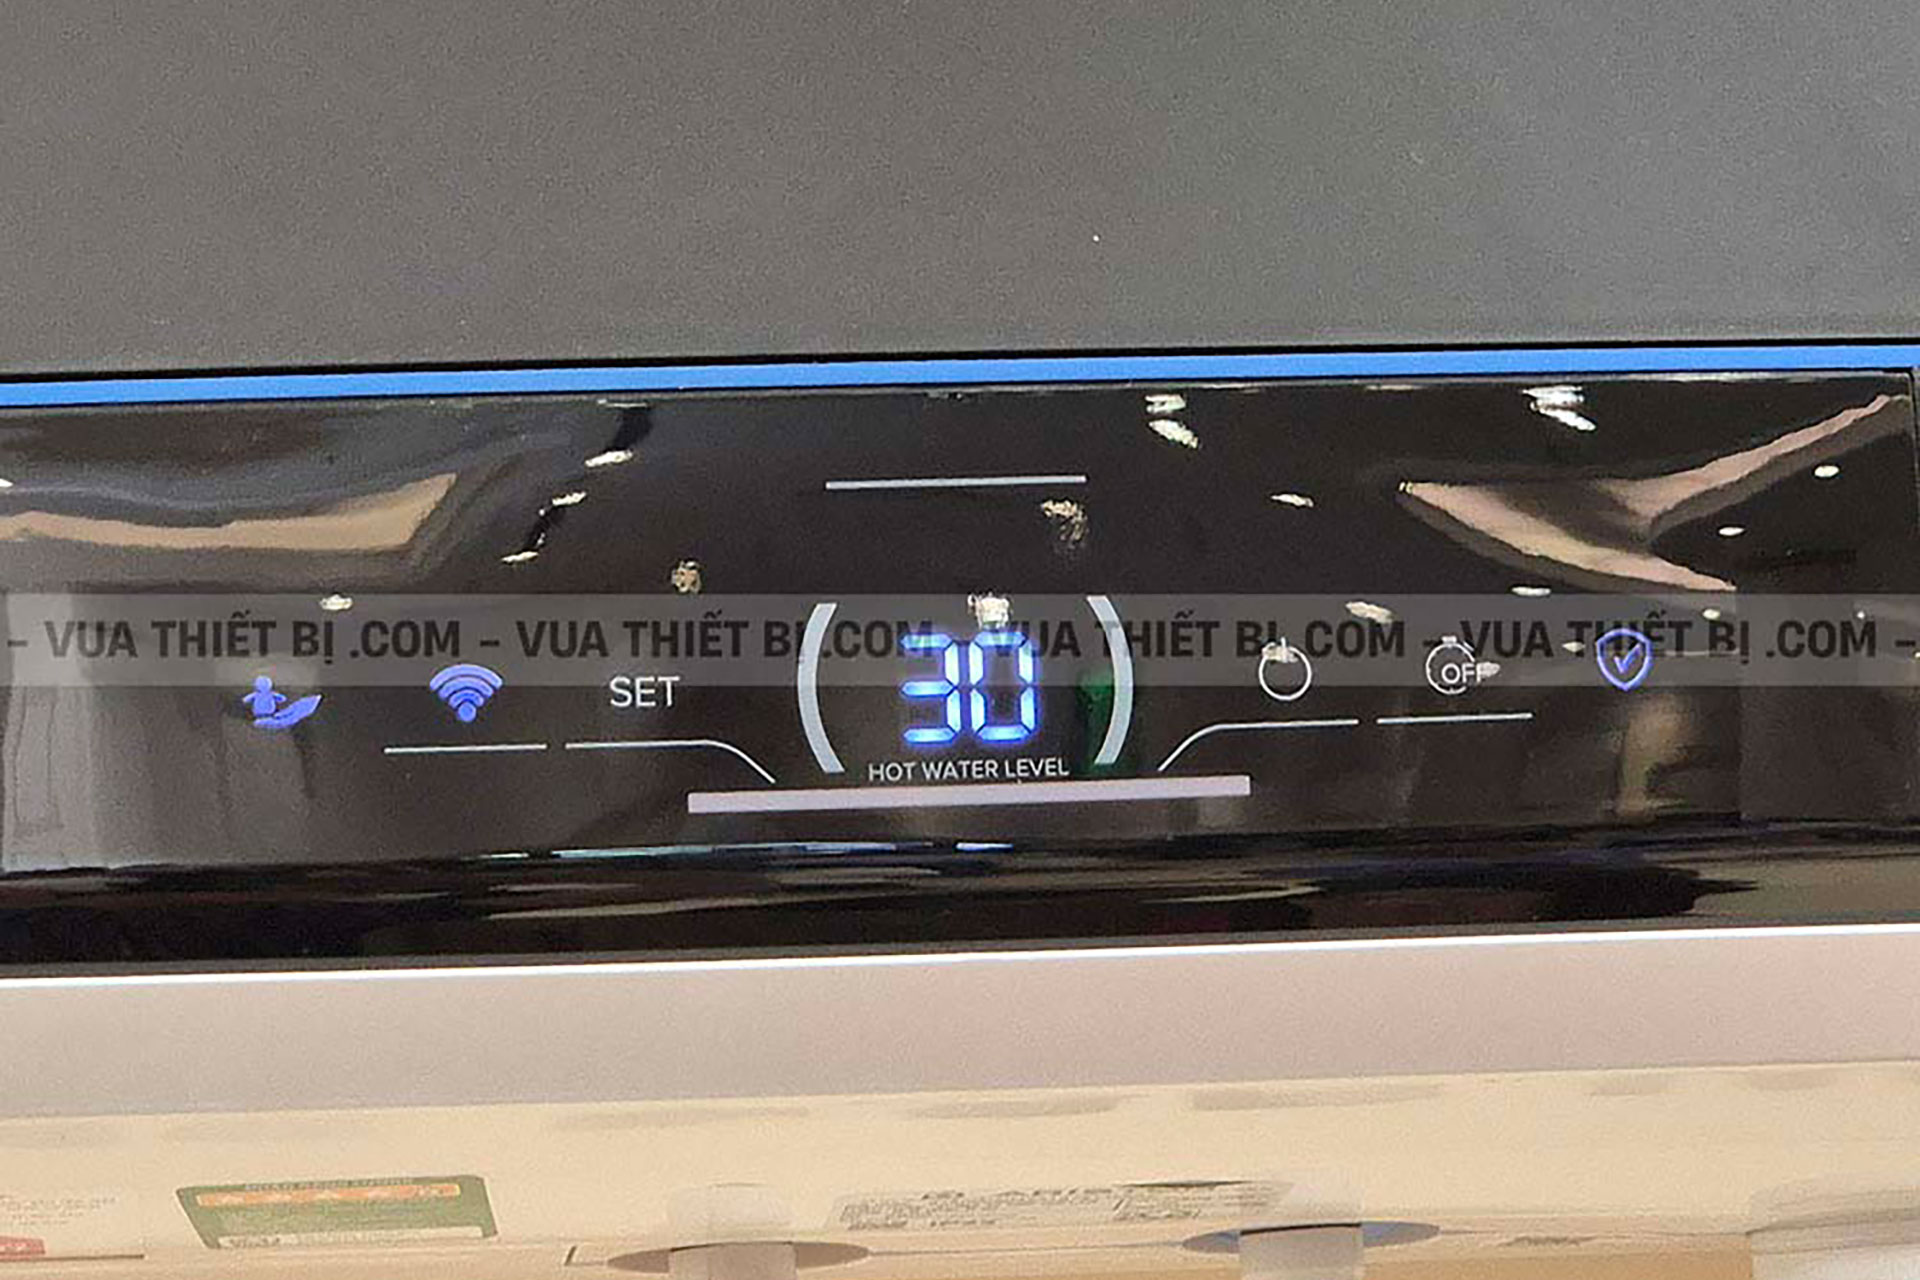 – VUA THIẾT BỊ .COM – VUA THIẾT BỊ .COM – VUA THIẾT BỊ .COM – VUA THIẾT BỊ .COM –
SET
30
OFF
HOT WATER LEVEL